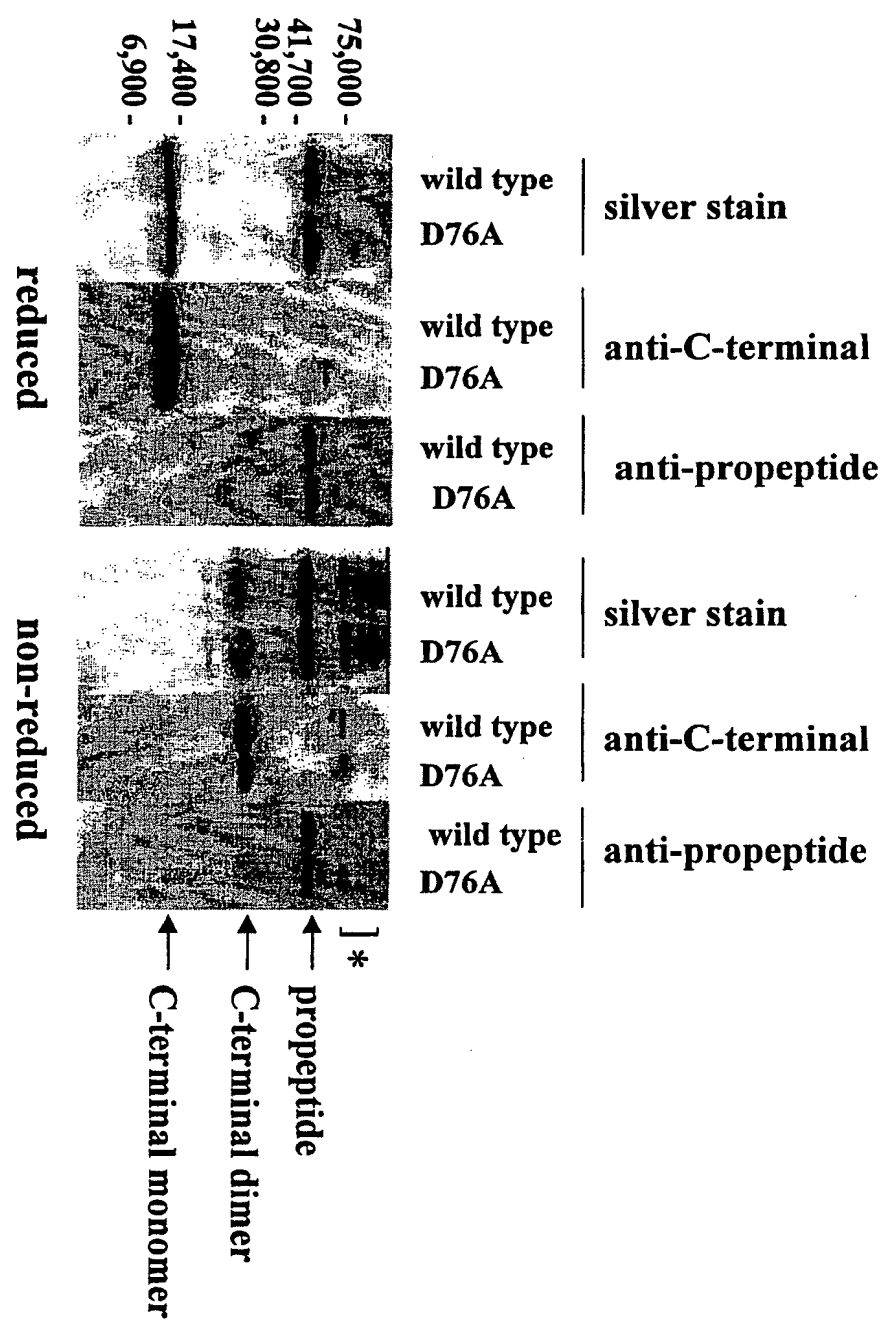 75,000 -
41,700 -
30,800 -
17,400 -
6,900 -
wild type
D76A
silver stain
wild type
D76A
anti-C-terminal
wild type
D76A
anti-propeptide
reduced
wild type
D76A
silver stain
wild type
D76A
anti-C-terminal
wild type
D76A
anti-propeptide
non-reduced
] *
propeptide
C-terminal dimer
C-terminal monomer